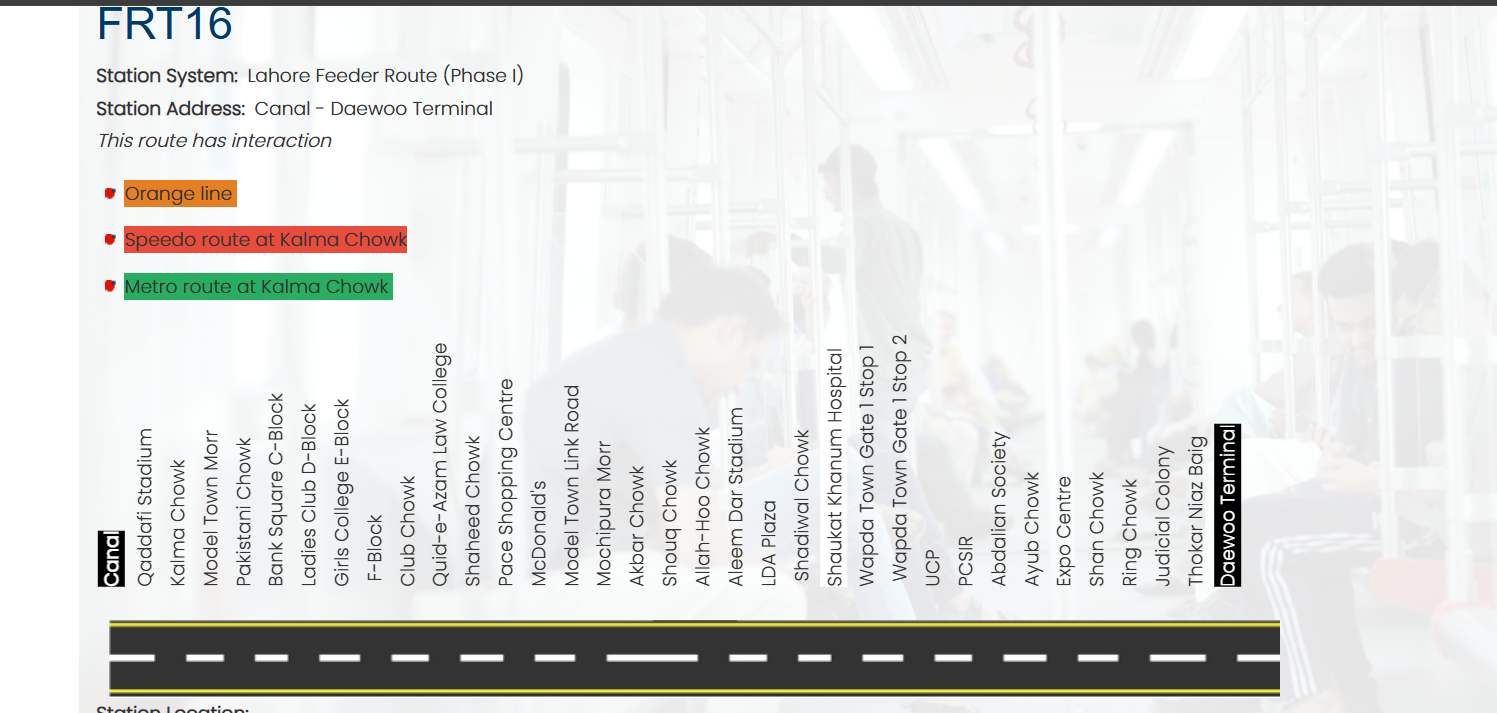 FRT16
Station System: Lahore Feeder Route (Phase I)
Station Address: Canal - Daewoo Terminal
This route has interaction
Orange line
Speedo route at Kalma Chowk
Metro route at Kalma Chowk
Canal
Qaddafi Stadium
Kalma Chowk
Model Town Morr
Pakistani Chowk
Bank Square C-Block
Ladies Club D-Block
Girls College E-Block
F-Block
Club Chowk
Quid-e-Azam Law College
Shaheed Chowk
Pace Shopping Centre
McDonald's
Model Town Link Road
Mochipura Morr
Akbar Chowk
Shouq Chowk
Allah-Hoo Chowk
Aleem Dar Stadium
LDA Plaza
Shadiwal Chowk
Shaukat Khanum Hospital
Wapda Town Gate 1 Stop 1
Wapda Town Gate 1 Stop 2
UCP
PCSIR
Abdalian Society
Ayub Chowk
Expo Centre
Shan Chowk
Ring Chowk
Judicial Colony
Thokar Niaz Baig
Daewoo Terminal
Station Location: